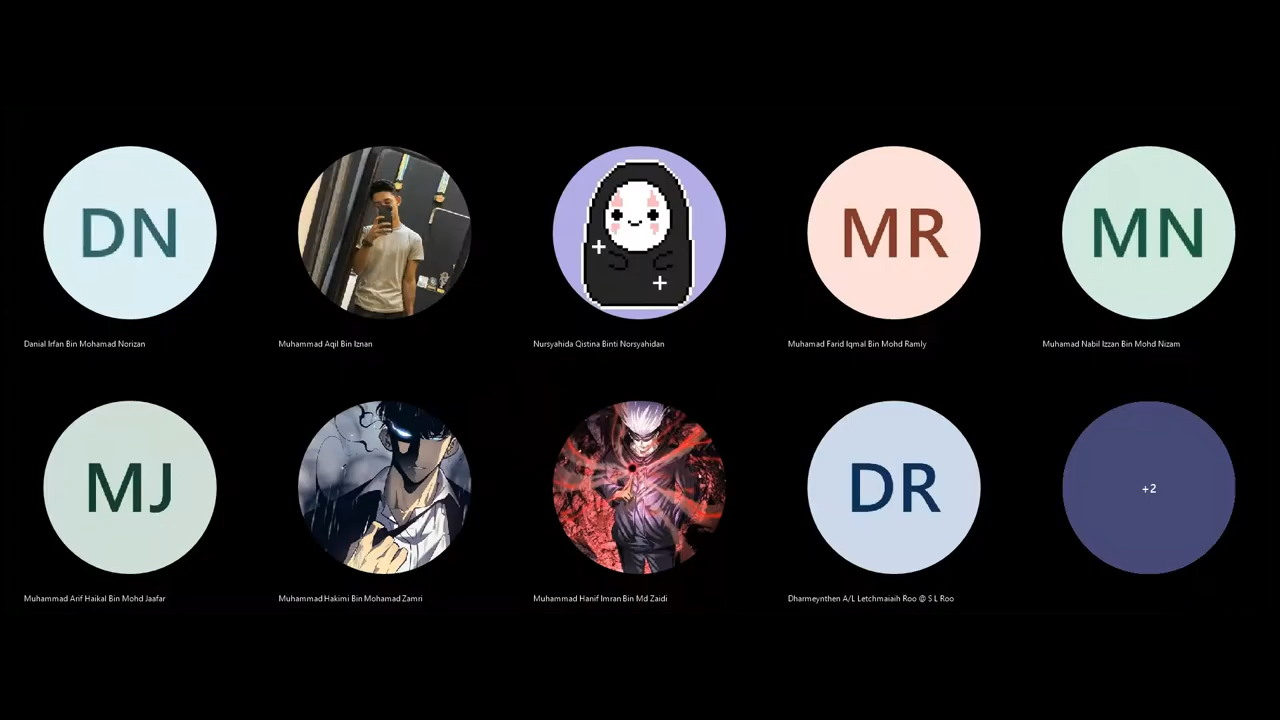 DN
MR
MN
Danial Irfan Bin Mohamad Norizan
Muhammad Aqil Bin Iznan
Nursyahida Qistina Binti Norsyahidan
Muhamad Farid Iqmal Bin Mohd Ramly
Muhamad Nabil Izzan Bin Mohd Nizam
MJ
DR
+2
Muhammad Arif Haikal Bin Mohd Jaafar
Muhammad Hakimi Bin Mohamad Zamri
Muhammad Hanif Imran Bin Md Zaidi
Dharmeynthen A/L Letchmaiaih Roo @ S L Roo